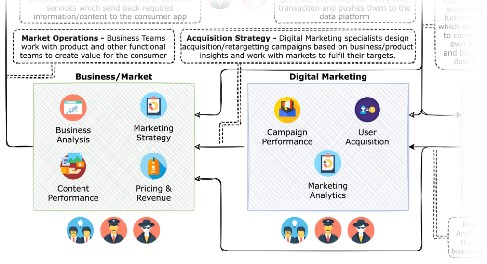 services which send back required
information/content to the consumer app
transaction and pushes them to the
data platform
Market Operations - Business Teams
work with product and other functional
teams to create value for the consumer
Acquisition Strategy - Digital Marketing specialists design
acquisition/retargetting campaigns based on business/product
insights and work with markets to fulfil their targets.
Business/Market
Digital Marketing
Business
Analysis
Marketing
Strategy
Content
Performance
Pricing &
Revenue
Campaign
Performance
User
Acquisition
Marketing
Analytics